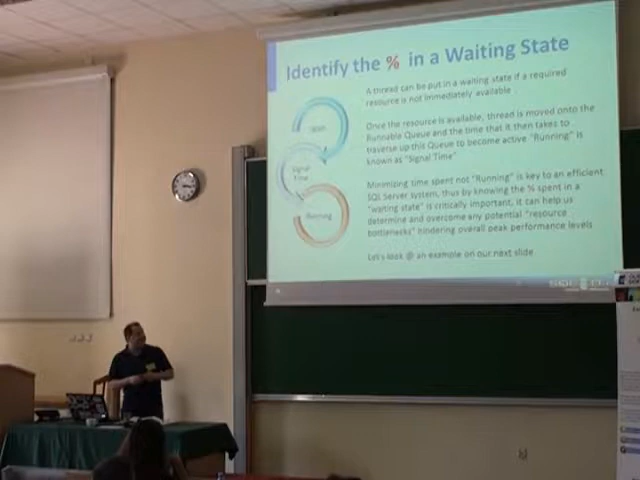 Identify the % in a Waiting State
A thread can be put in a waiting state if a required
resource is not immediately available
Once the resource is available, thread is moved onto the
Runnable Queue and the time that it then takes to
traverse up this Queue to become active "Running" is
known as "Signal Time"
Signal
Time
Running
Minimizing time spent not "Running" is key to an efficient
SQL Server system, thus by knowing the % spent in a
"waiting state" is critically important, it can help us
determine and overcome any potential "resource
bottlenecks" hindering overall peak performance levels
Let's look @ an example on our next slide